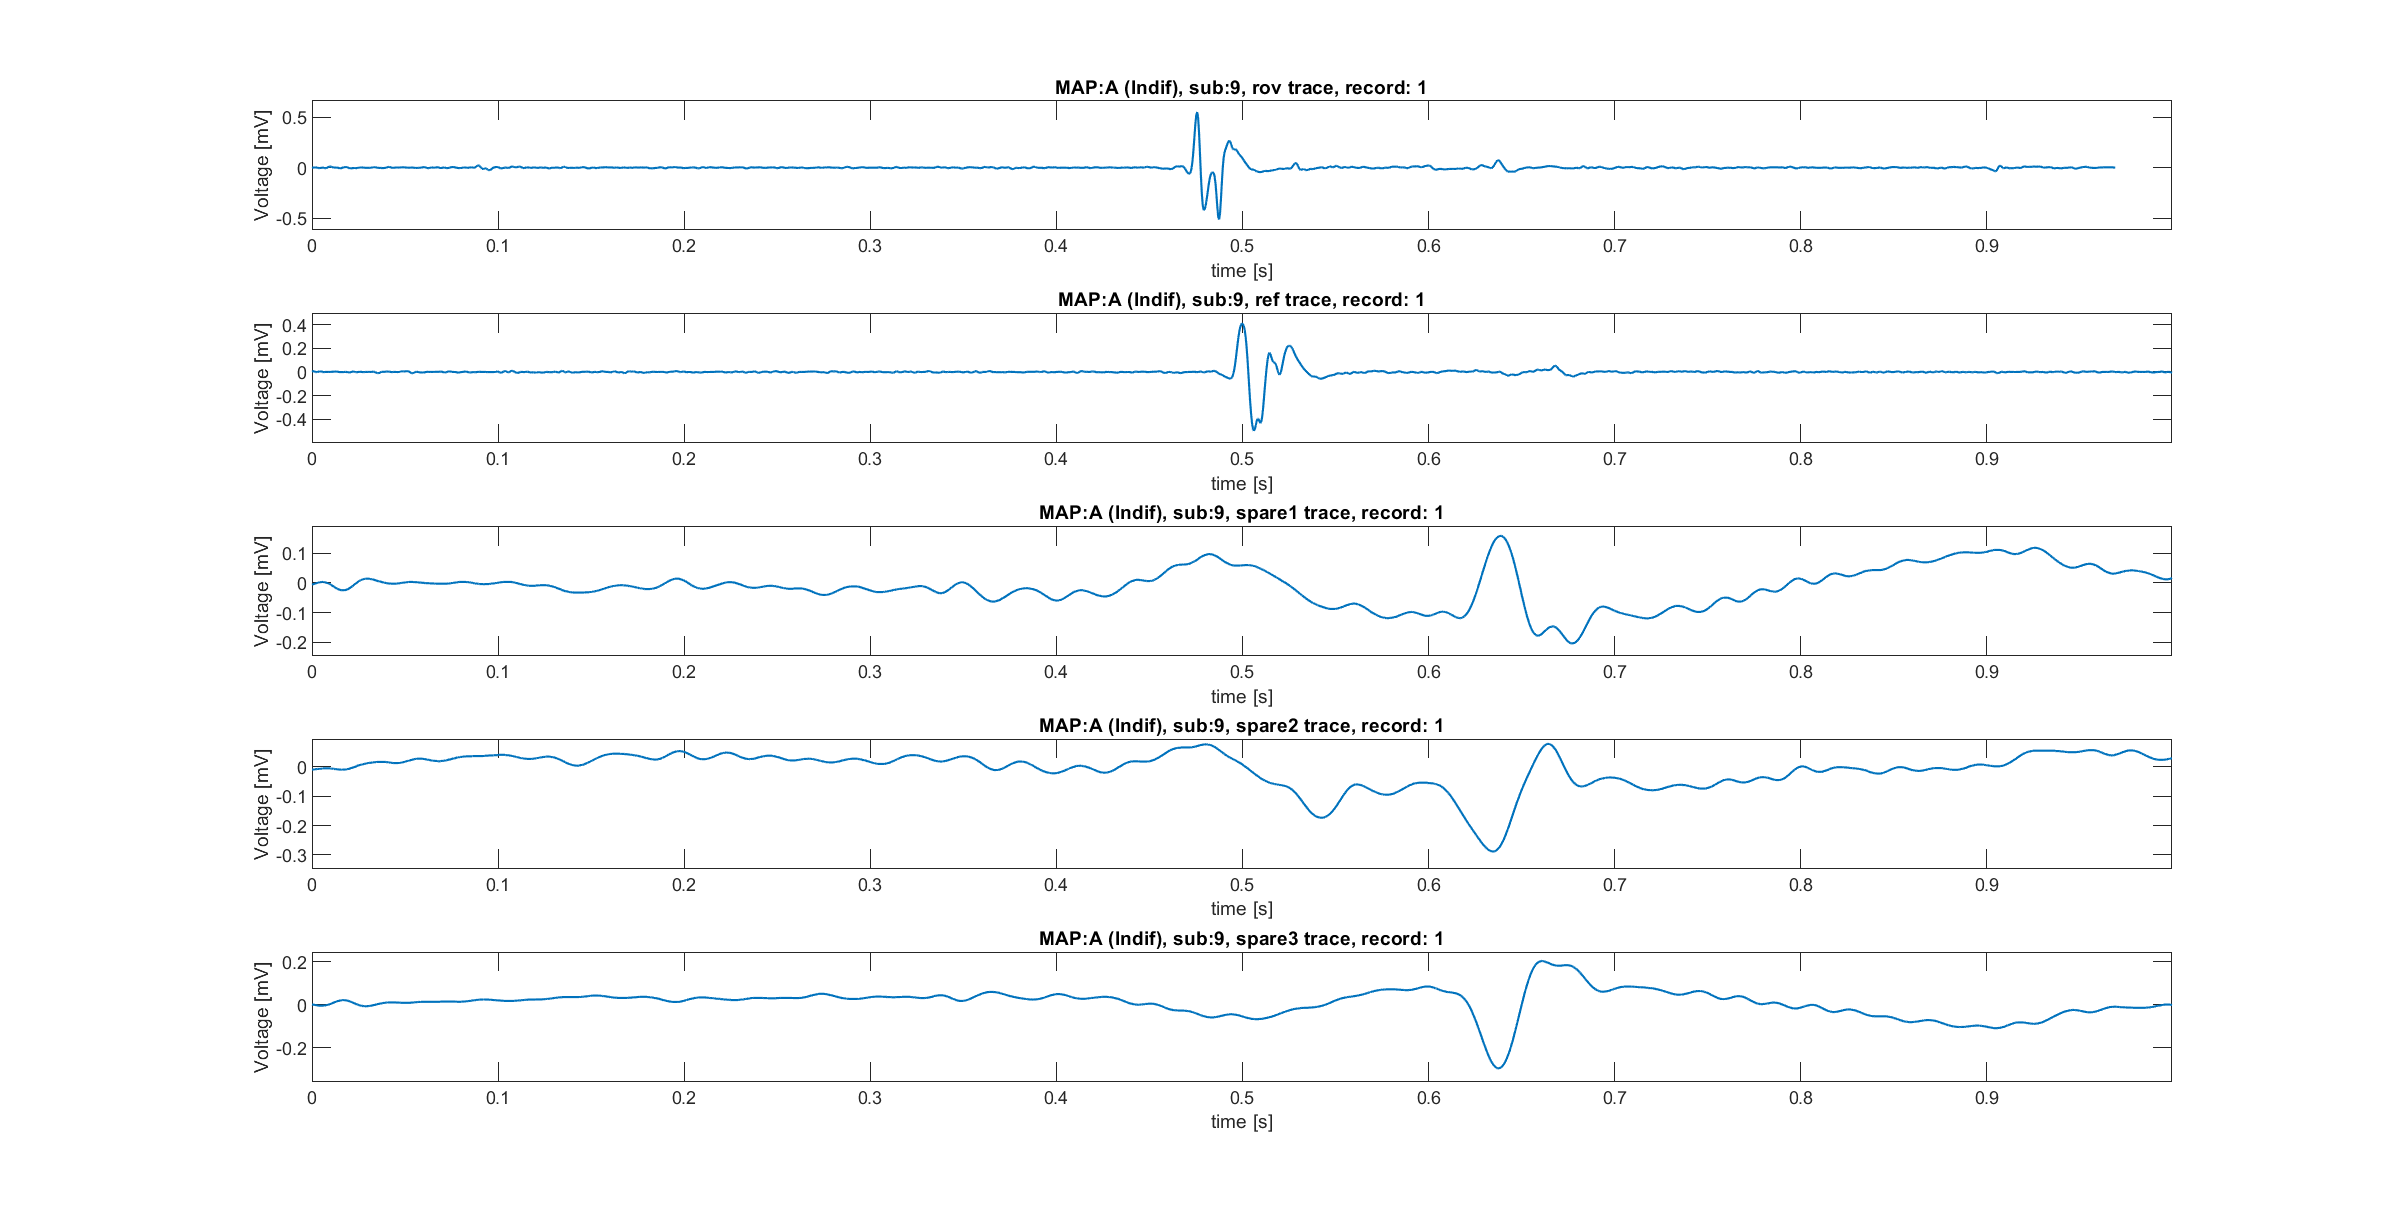 MAP:A (Indif), sub:9, rov trace, record: 1
Voltage [mV]
0.5
0
-0.5
0 0.1 0.2 0.3 0.4 0.5 0.6 0.7 0.8 0.9
time [s]
MAP:A (Indif), sub:9, ref trace, record: 1
Voltage [mV]
0.4
0.2
0
-0.2
-0.4
0 0.1 0.2 0.3 0.4 0.5 0.6 0.7 0.8 0.9
time [s]
MAP:A (Indif), sub:9, spare1 trace, record: 1
Voltage [mV]
0.1
0
-0.1
-0.2
0 0.1 0.2 0.3 0.4 0.5 0.6 0.7 0.8 0.9
time [s]
MAP:A (Indif), sub:9, spare2 trace, record: 1
Voltage [mV]
0
-0.1
-0.2
-0.3
0 0.1 0.2 0.3 0.4 0.5 0.6 0.7 0.8 0.9
time [s]
MAP:A (Indif), sub:9, spare3 trace, record: 1
Voltage [mV]
0.2
0
-0.2
0 0.1 0.2 0.3 0.4 0.5 0.6 0.7 0.8 0.9
time [s]